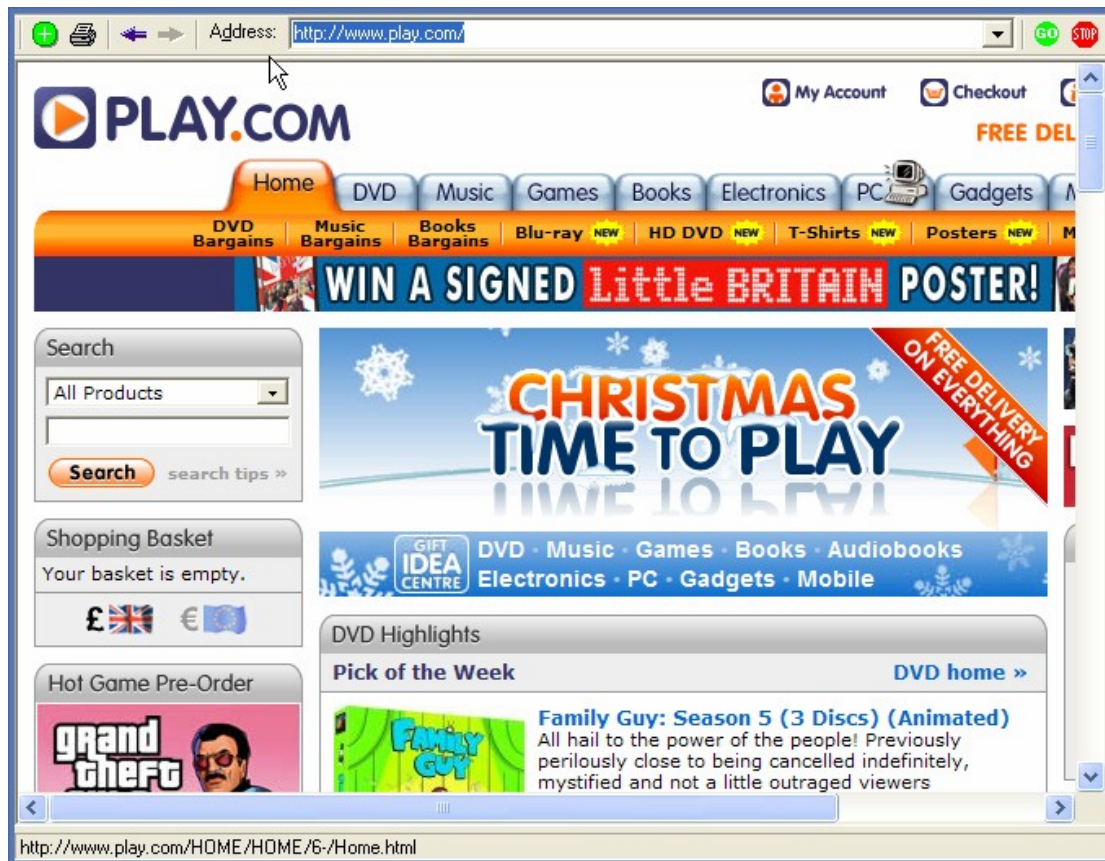 Address: http://www.play.com/
GO STOP
PLAY.COM
My Account Checkout
FREE DEL
Home DVD Music Games Books Electronics PC Gadgets M
DVD Bargains Music Bargains Books Bargains Blu-ray NEW HD DVD NEW T-Shirts NEW Posters NEW M
WIN A SIGNED Little BRITAIN POSTER!
Search
All Products
Search search tips »
Shopping Basket
Your basket is empty.
£ €
Hot Game Pre-Order
grand
theft
CHRISTMAS
TIME TO PLAY
FREE DELIVERY
ON EVERYTHING
GIFT
IDEA
CENTRE
DVD · Music · Games · Books · Audiobooks
Electronics · PC · Gadgets · Mobile
DVD Highlights
Pick of the Week DVD home »
FAMILY
GUY
Family Guy: Season 5 (3 Discs) (Animated)
All hail to the power of the people! Previously
perilously close to being cancelled indefinitely,
mystified and not a little outraged viewers
http://www.play.com/HOME/HOME/6-/Home.html